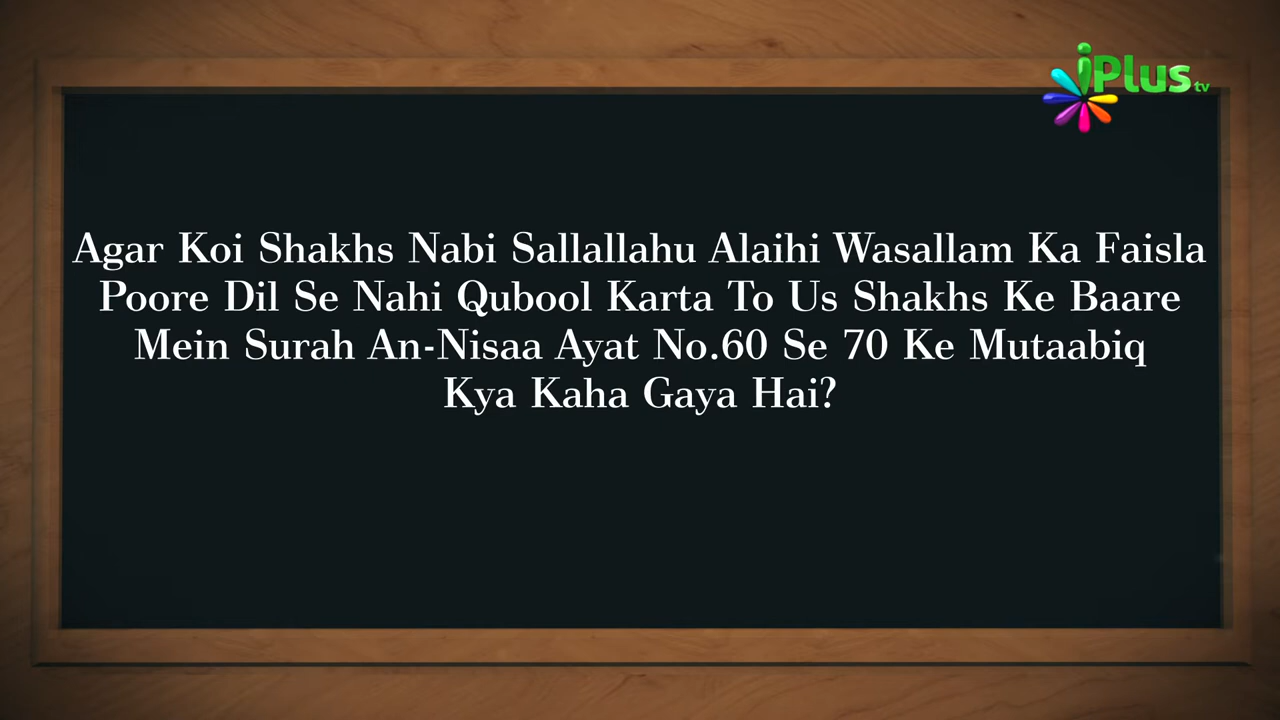 iPlus tv
Agar Koi Shakhs Nabi Sallallahu Alaihi Wasallam Ka Faisla
Poore Dil Se Nahi Qubool Karta To Us Shakhs Ke Baare
Mein Surah An-Nisaa Ayat No.60 Se 70 Ke Mutaabiq
Kya Kaha Gaya Hai?